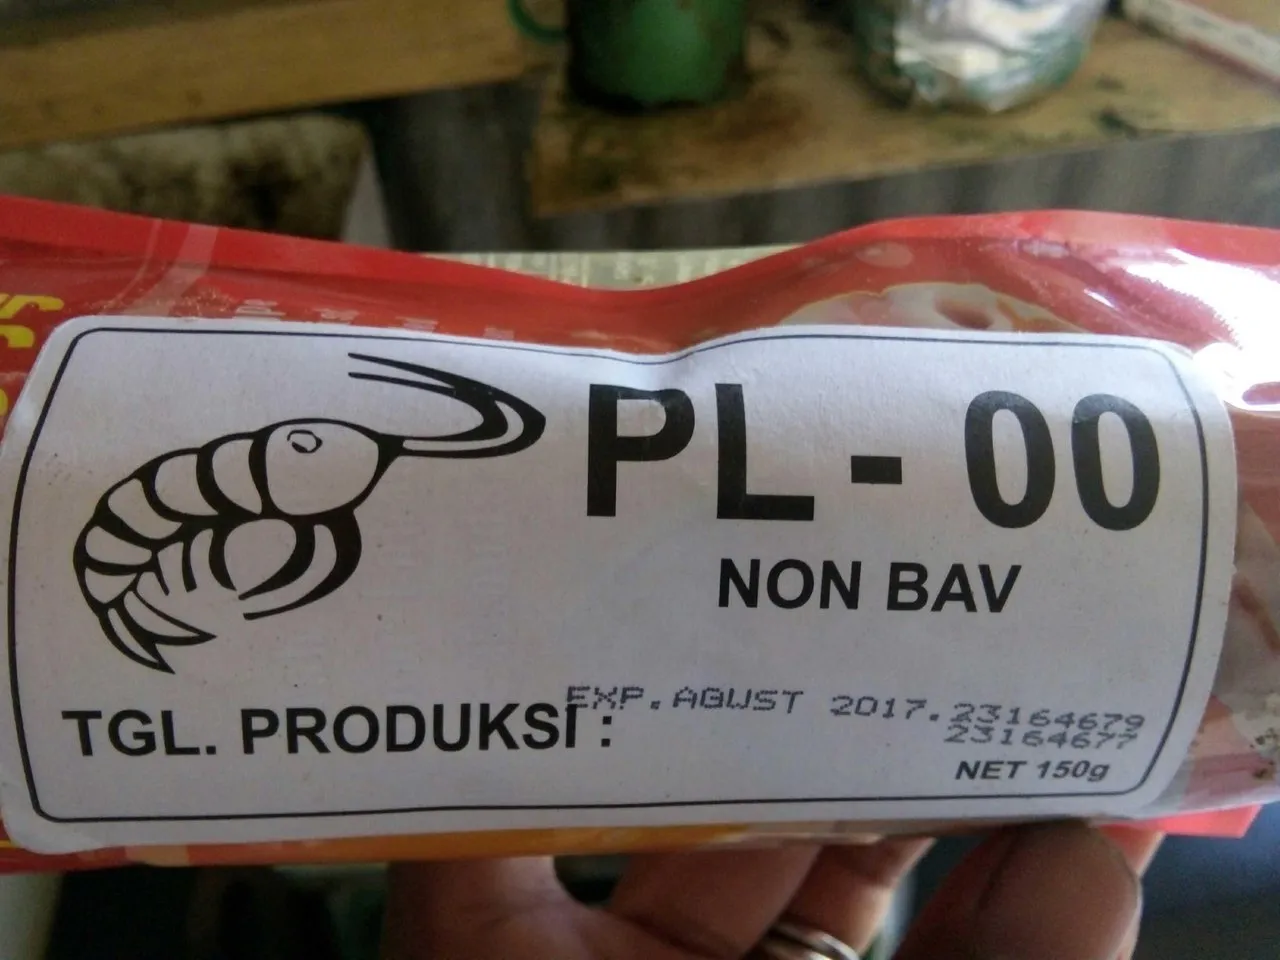 PL - 00
NON BAV
TGL. PRODUKSI : EXP. AGUST 2017. 23164679
23164677
NET 150g